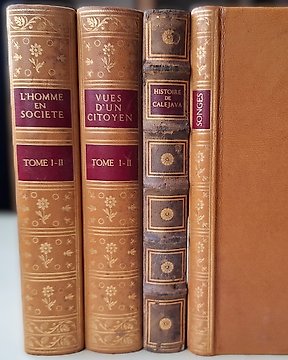 L'HOMME
EN
SOCIETE
TOME I-II
VUES
D'UN
CITOYEN
TOME I-II
HISTOIRE
DE
CALEJAVA
SONGES